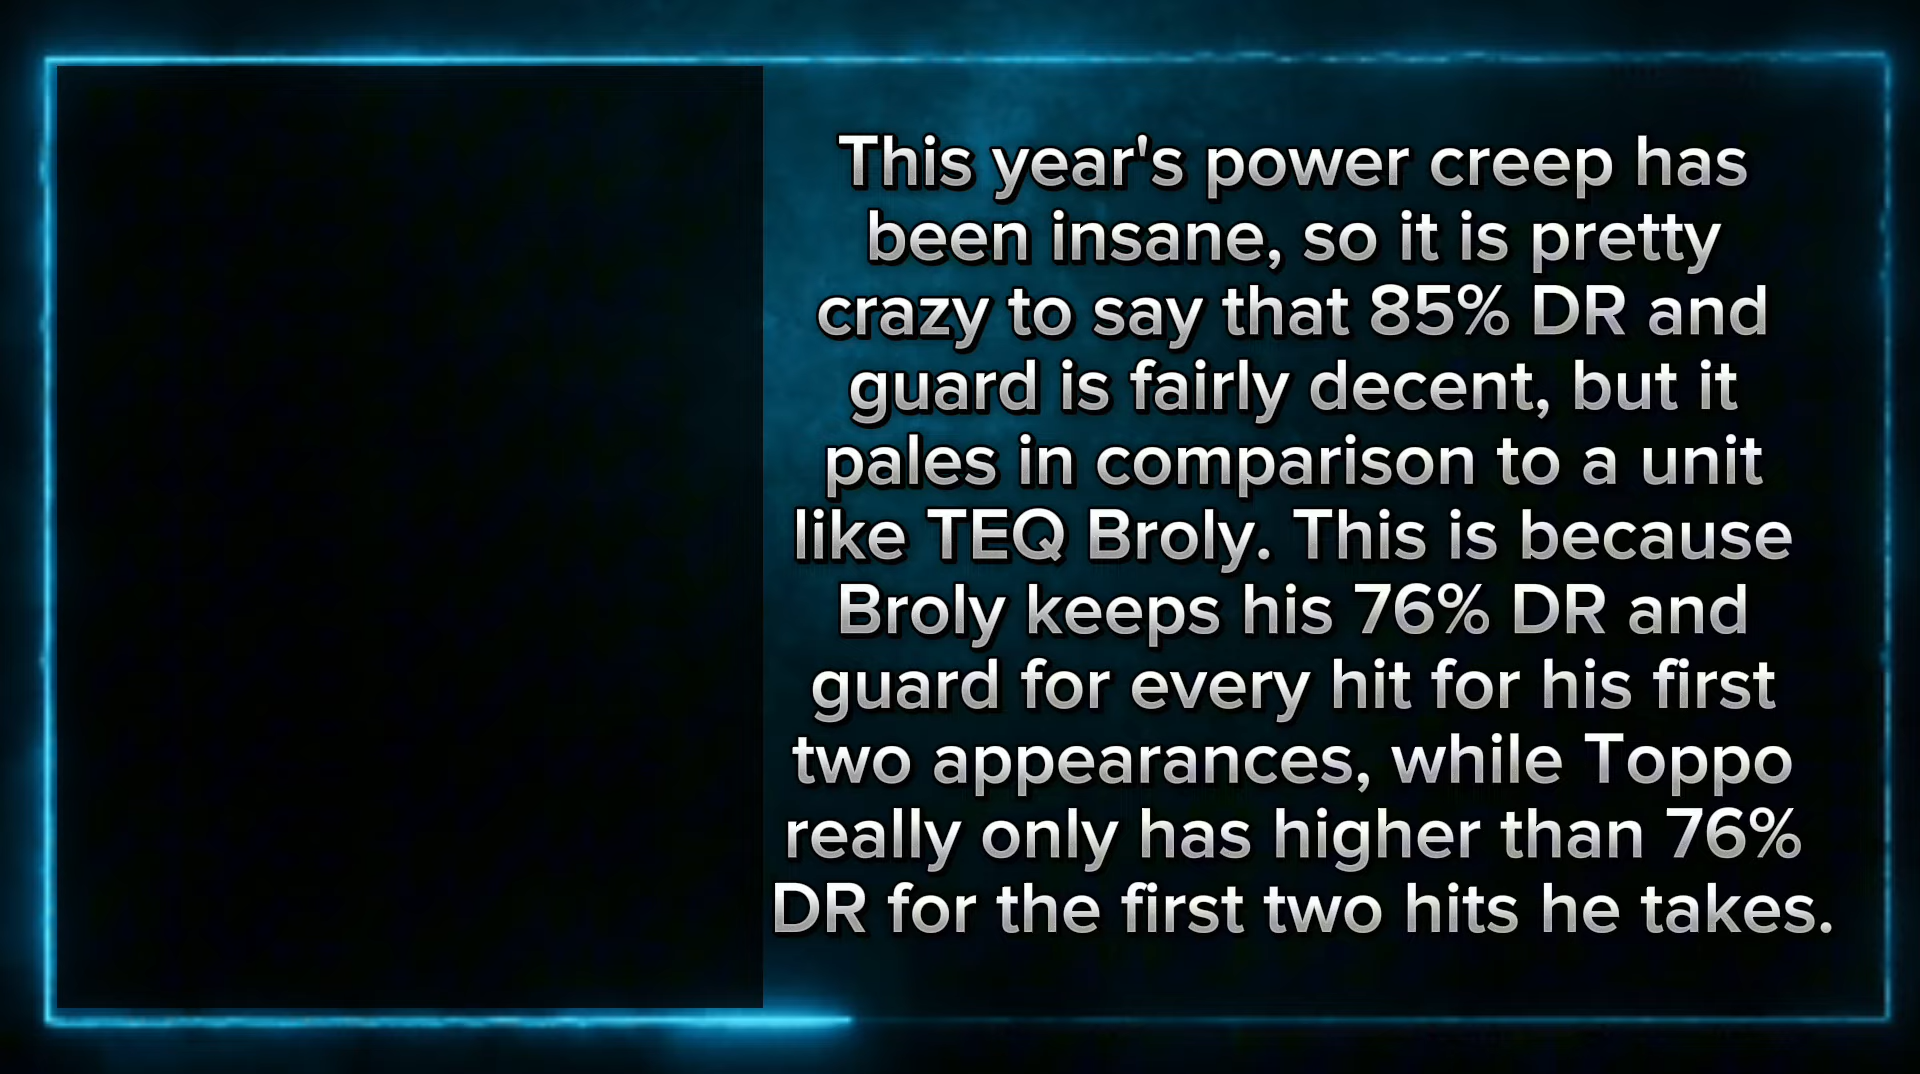 This year's power creep has
been insane, so it is pretty
crazy to say that 85% DR and
guard is fairly decent, but it
pales in comparison to a unit
like TEQ Broly. This is because
Broly keeps his 76% DR and
guard for every hit for his first
two appearances, while Toppo
really only has higher than 76%
DR for the first two hits he takes.